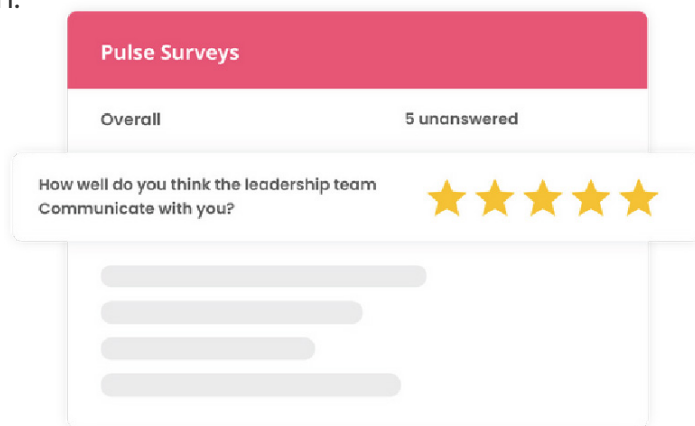 Pulse Surveys
Overall
5 unanswered
How well do you think the leadership team
Communicate with you?